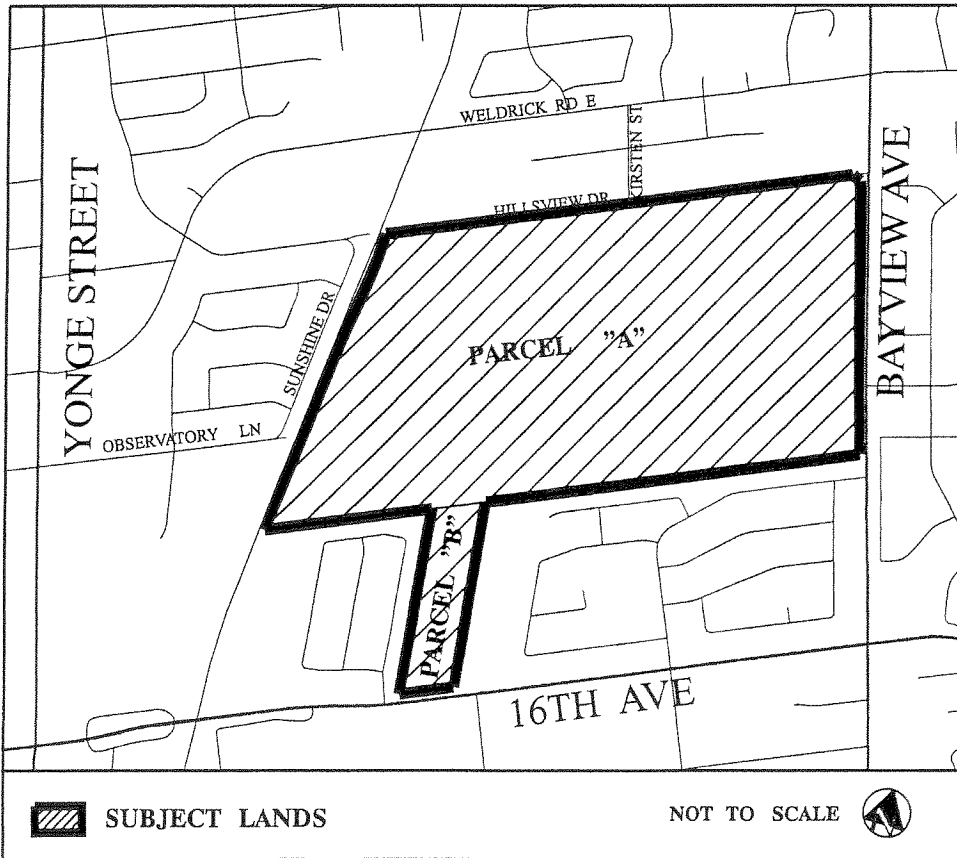 WELDRICK RD E
KIRSTEN ST
HILLSVIEW DR
YONGE STREET
BAYVIEW AVE
SUNSHINE DR
PARCEL "A"
OBSERVATORY LN
PARCEL "B"
16TH AVE
SUBJECT LANDS
NOT TO SCALE